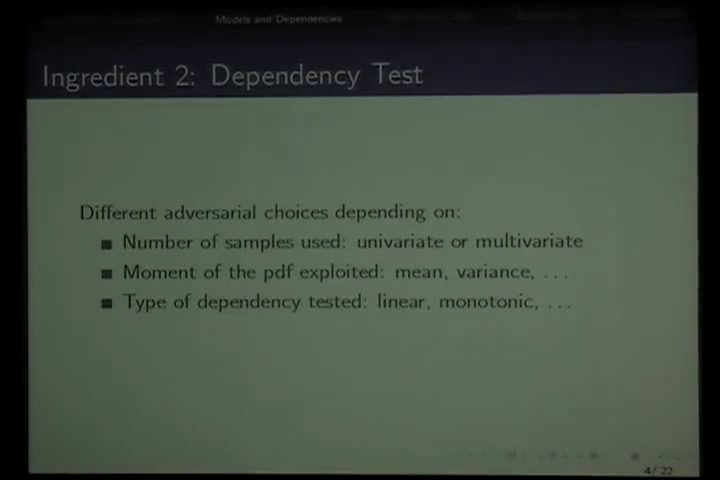 Models and Dependencies
Ingredient 2: Dependency Test
Different adversarial choices depending on:
Number of samples used: univariate or multivariate
Moment of the pdf exploited: mean, variance, ...
Type of dependency tested: linear, monotonic, ...
4/22